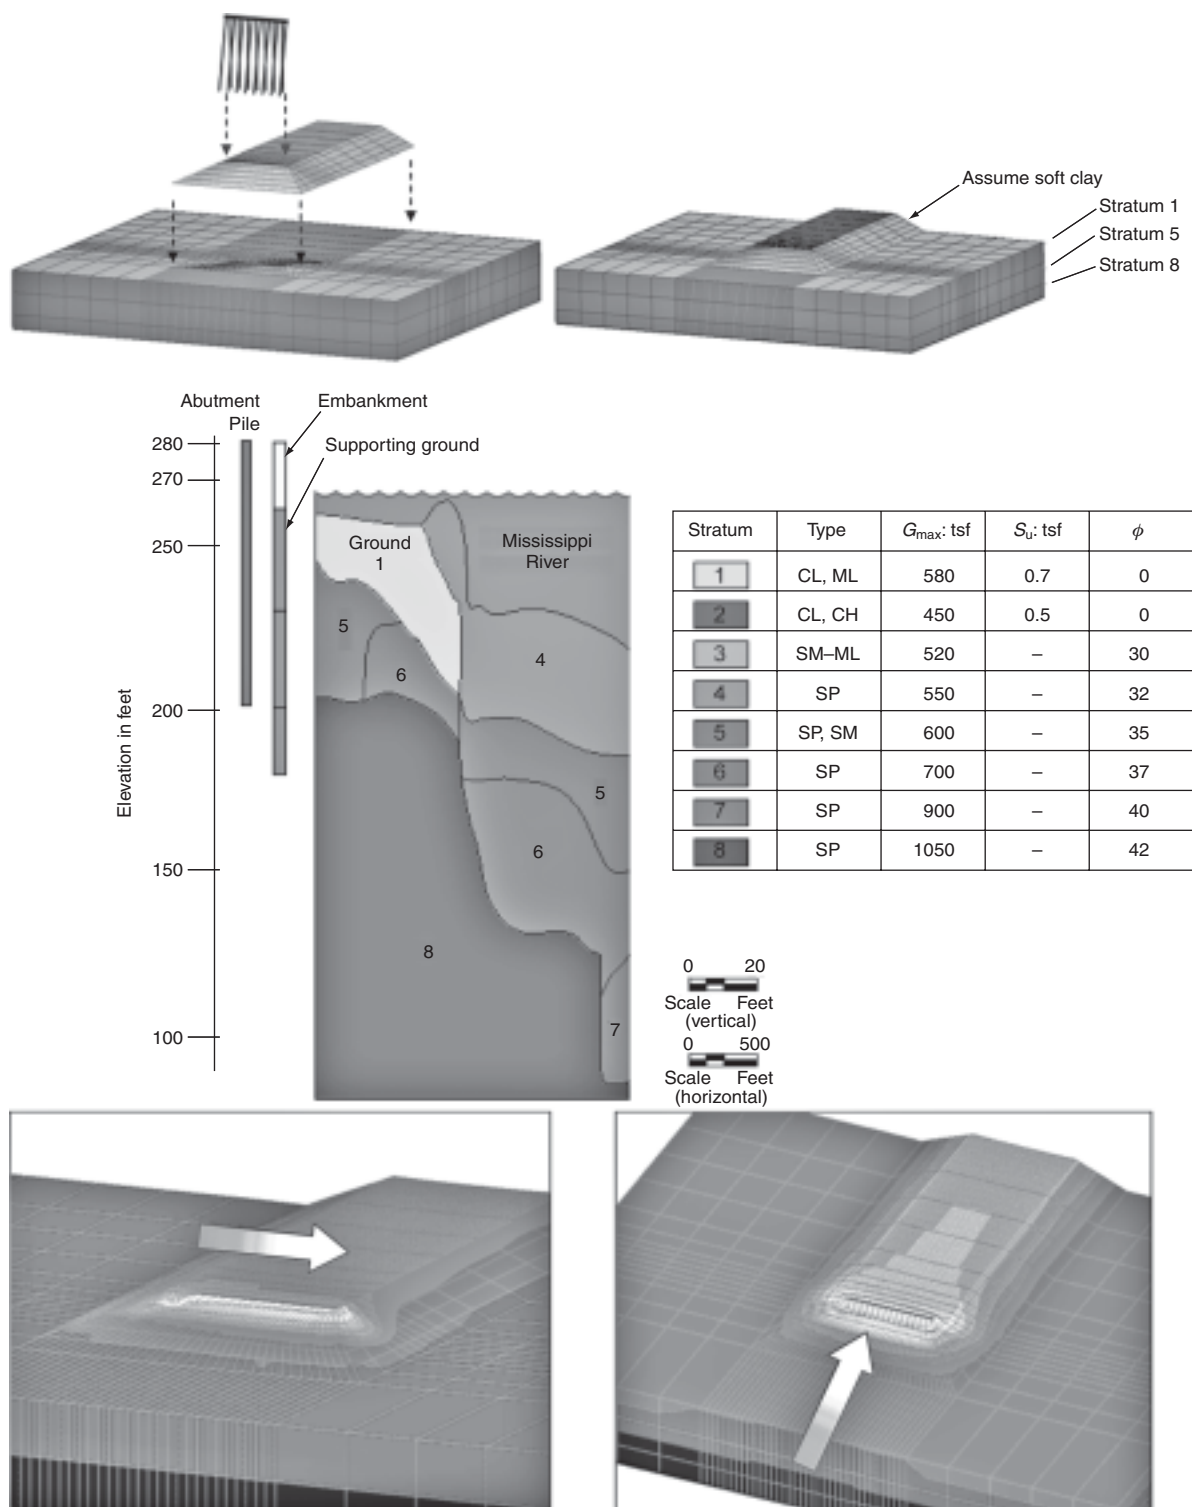 Assume soft clay
Stratum 1
Stratum 5
Stratum 8
Abutment
Pile
Embankment
Supporting ground
280
270
250
200
150
100
Elevation in feet
Ground
1
Mississippi
River
5
6
4
5
6
8
7
Stratum Type Gmax: tsf Su: tsf ϕ
1 CL, ML 580 0.7 0
2 CL, CH 450 0.5 0
3 SM–ML 520 – 30
4 SP 550 – 32
5 SP, SM 600 – 35
6 SP 700 – 37
7 SP 900 – 40
8 SP 1050 – 42
0 20
Scale Feet
(vertical)
0 500
Scale Feet
(horizontal)